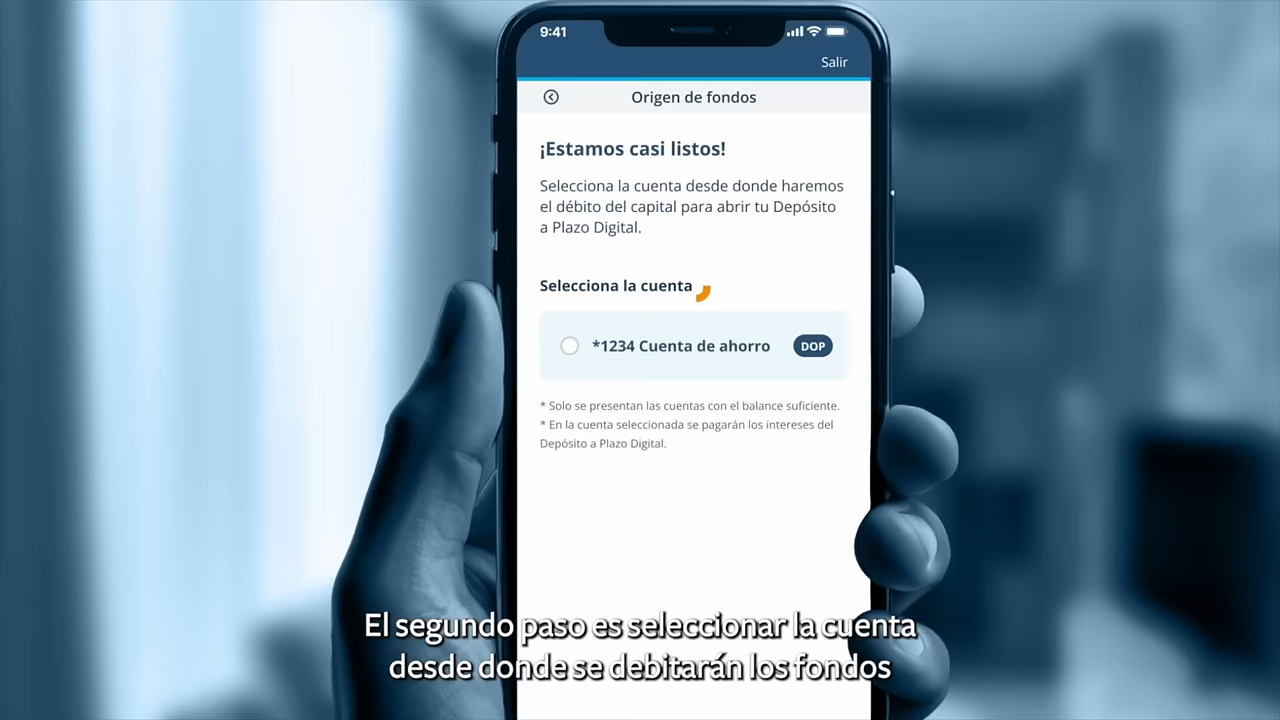 9:41
Salir
Origen de fondos
¡Estamos casi listos!
Selecciona la cuenta desde donde haremos
el débito del capital para abrir tu Depósito
a Plazo Digital.
Selecciona la cuenta
*1234 Cuenta de ahorro DOP
* Solo se presentan las cuentas con el balance suficiente.
* En la cuenta seleccionada se pagarán los intereses del
Depósito a Plazo Digital.
El segundo paso es seleccionar la cuenta
desde donde se debitarán los fondos